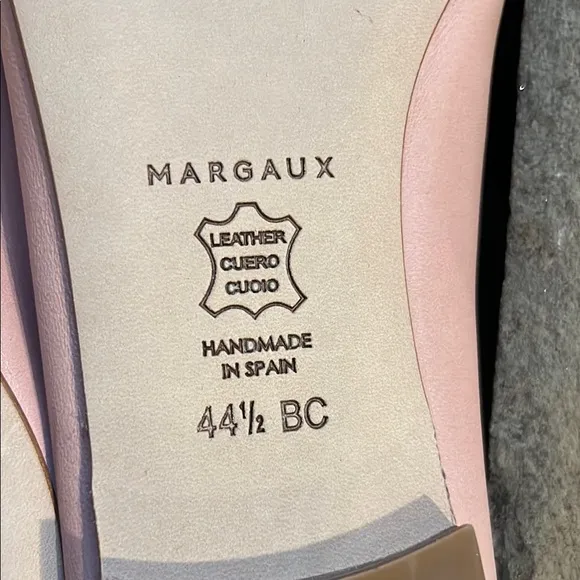 MARGAUX
LEATHER
CUERO
CUOIO
HANDMADE
IN SPAIN
44½ BC